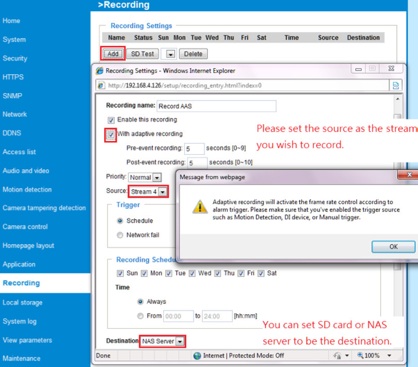 >Recording
Home
System
Security
HTTPS
SNMP
Network
DDNS
Access list
Audio and video
Motion detection
Camera tampering detection
Camera control
Homepage layout
Application
Recording
Local storage
System log
View parameters
Maintenance
Recording Settings
Name Status Sun Mon Tue Wed Thu Fri Sat Time Source Destination
Add SD Test Delete
Recording Settings - Windows Internet Explorer
http://192.168.4.126/setup/recording_entry.html?index=0
Recording name: Record AAS
Enable this recording
With adaptive recording
Pre-event recording: 5 seconds [0~9]
Post-event recording: 5 seconds [0~10]
Priority: Normal
Source: Stream 4
Trigger
Schedule
Network fail
Recording Schedu
Sun Mon Tue Wed Thu Fri Sat
Time
Always
From 00:00 to 24:00 [hh:mm]
Destination NAS Server
Done Internet | Protected Mode: Off 100%
Please set the source as the stream
you wish to record.
Message from webpage
Adaptive recording will activate the frame rate control according to
alarm trigger. Please make sure that you've enabled the trigger source
such as Motion Detection, DI device, or Manual trigger.
OK
You can set SD card or NAS
server to be the destination.